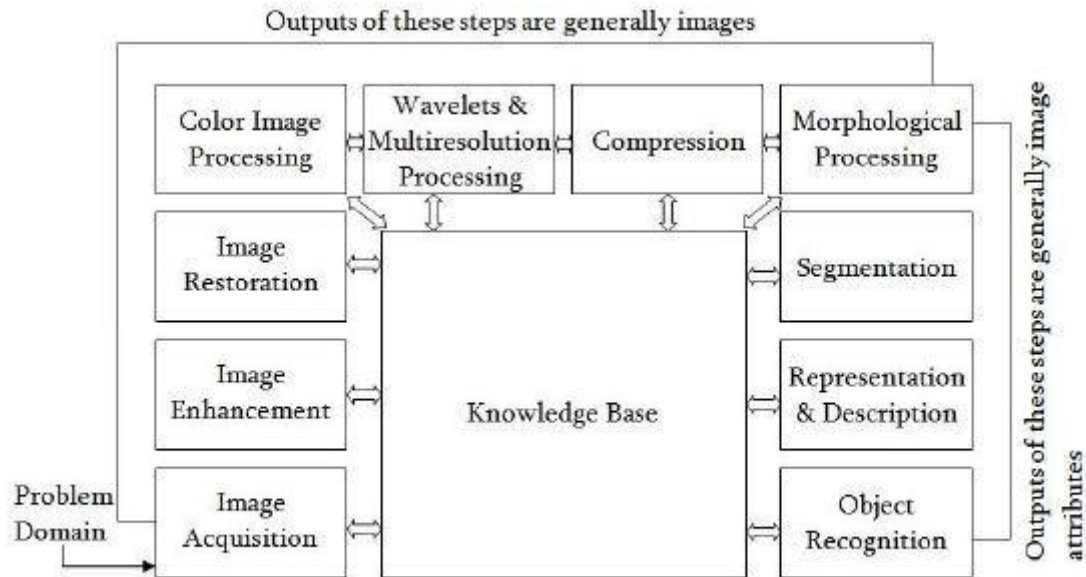 Outputs of these steps are generally images
Color Image
Processing
Wavelets &
Multiresolution
Processing
Compression
Morphological
Processing
Image
Restoration
Segmentation
Image
Enhancement
Knowledge Base
Representation
& Description
Problem
Domain
Image
Acquisition
Object
Recognition
Outputs of these steps are generally image
attributes